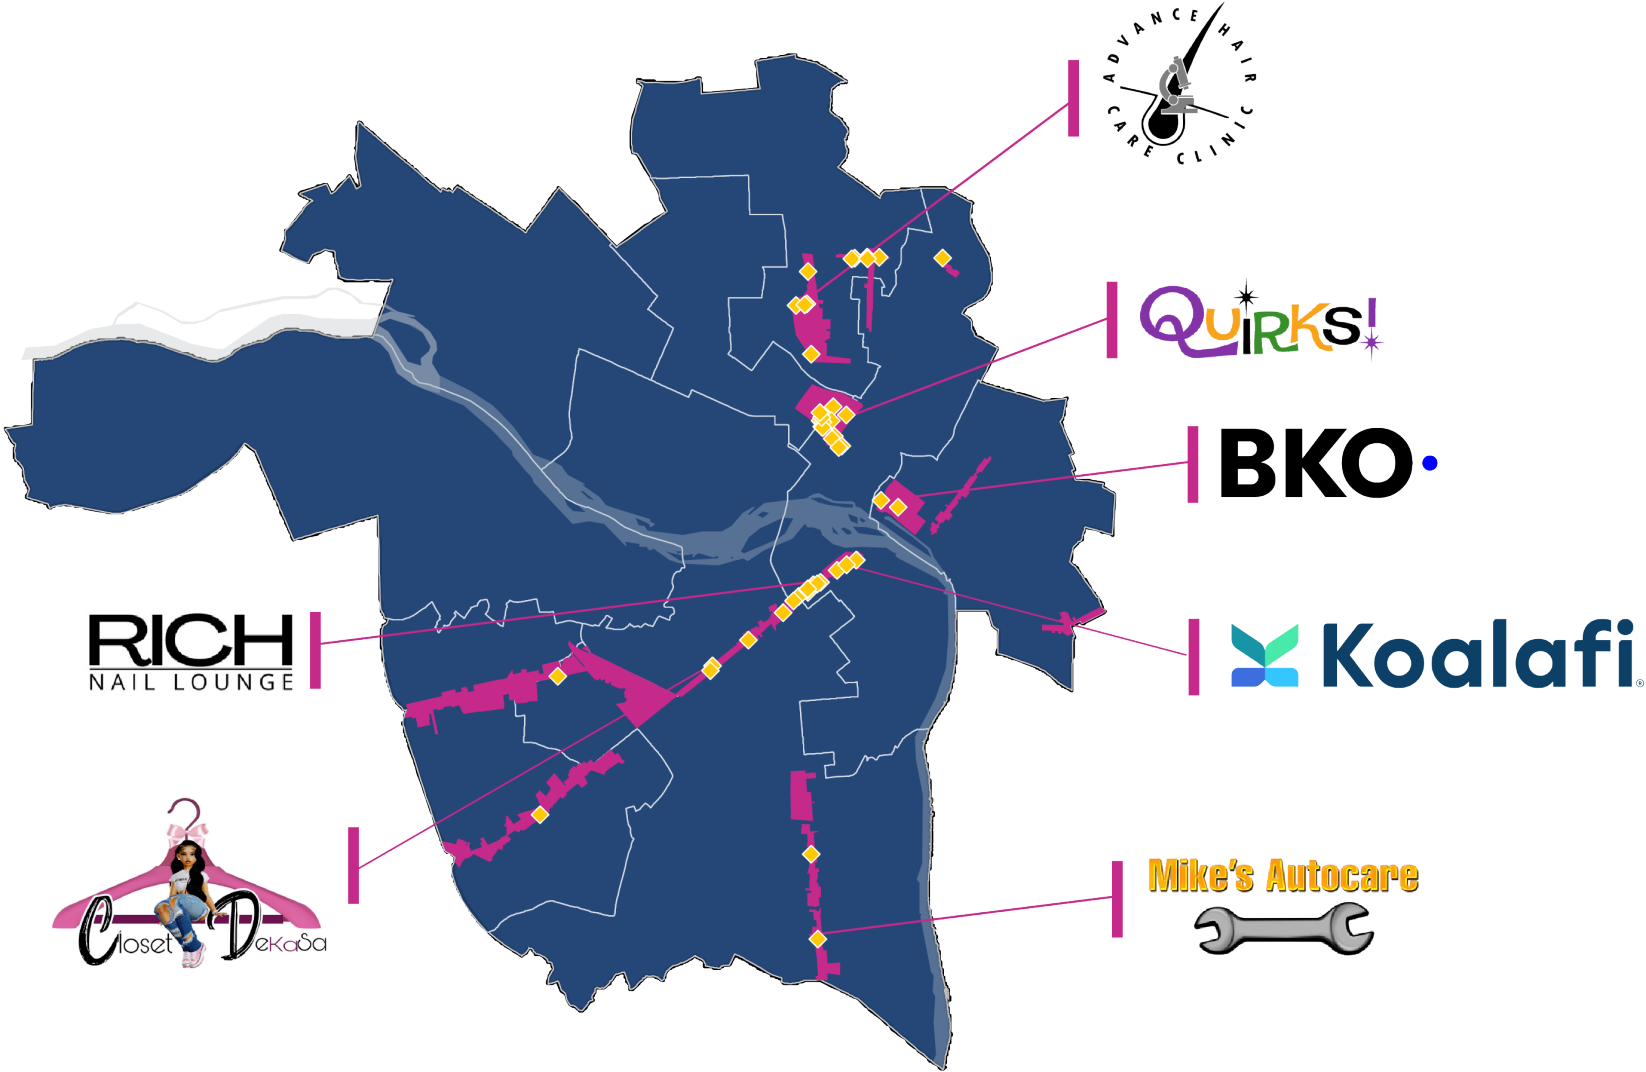 ADVANCE HAIR
CARE CLINIC
QUIRKS!
BKO
RICH
NAIL LOUNGE
Koalafi®
Closet DeKaSa
Mike's Autocare